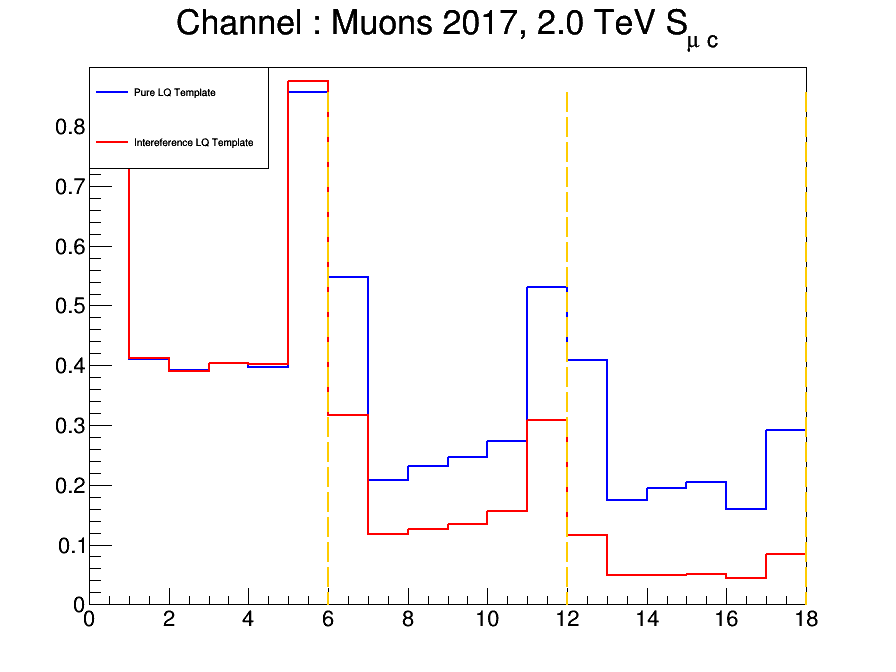 Channel : Muons 2017, 2.0 TeV S_μ c
Pure LQ Template
Intereference LQ Template
0.8
0.7
0.6
0.5
0.4
0.3
0.2
0.1
0
0 2 4 6 8 10 12 14 16 18